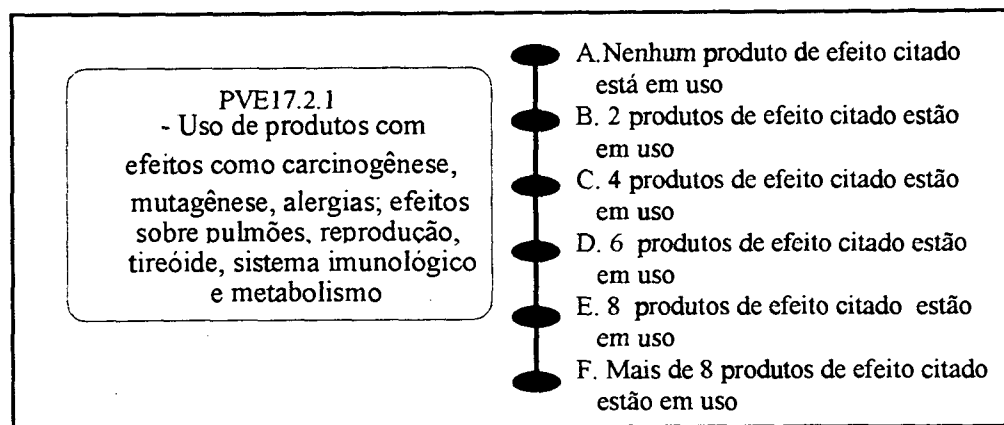 PVE17.2.1
- Uso de produtos com
efeitos como carcinogênese,
mutagênese, alergias; efeitos
sobre pulmões, reprodução,
tireóide, sistema imunológico
e metabolismo
A.Nenhum produto de efeito citado
está em uso
B. 2 produtos de efeito citado estão
em uso
C. 4 produtos de efeito citado estão
em uso
D. 6 produtos de efeito citado estão
em uso
E. 8 produtos de efeito citado estão
em uso
F. Mais de 8 produtos de efeito citado
estão em uso